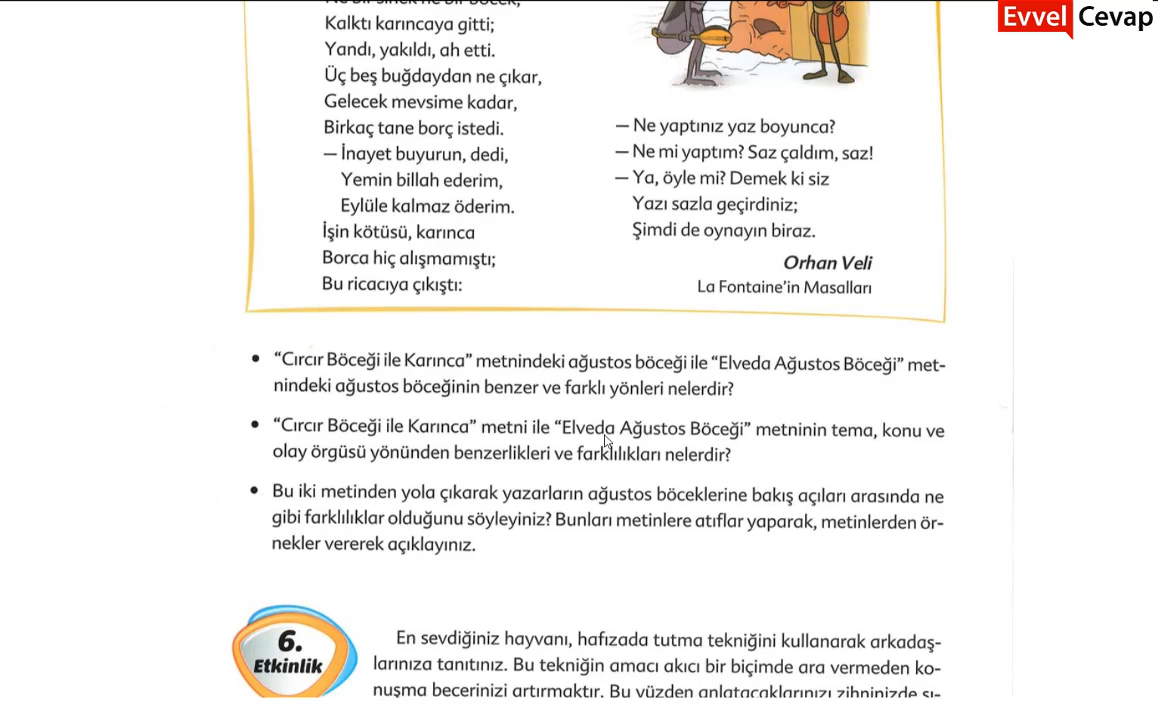 Evvel Cevap
Kalktı karıncaya gitti;
Yandı, yakıldı, ah etti.
Üç beş buğdaydan ne çıkar,
Gelecek mevsime kadar,
Birkaç tane borç istedi.
— İnayet buyurun, dedi,
Yemin billah ederim,
Eylüle kalmaz öderim.
İşin kötüsü, karınca
Borca hiç alışmamıştı;
Bu ricacıya çıkıştı:
— Ne yaptınız yaz boyunca?
— Ne mi yaptım? Saz çaldım, saz!
— Ya, öyle mi? Demek ki siz
Yazı sazla geçirdiniz;
Şimdi de oynayın biraz.
Orhan Veli
La Fontaine’in Masalları
• “Cırcır Böceği ile Karınca” metnindeki ağustos böceği ile “Elveda Ağustos Böceği” met-
nindeki ağustos böceğinin benzer ve farklı yönleri nelerdir?
• “Cırcır Böceği ile Karınca” metni ile “Elveda Ağustos Böceği” metninin tema, konu ve
olay örgüsü yönünden benzerlikleri ve farklılıkları nelerdir?
• Bu iki metinden yola çıkarak yazarların ağustos böceklerine bakış açıları arasında ne
gibi farklılıklar olduğunu söyleyiniz? Bunları metinlere atıflar yaparak, metinlerden ör-
nekler vererek açıklayınız.
6.
Etkinlik
En sevdiğiniz hayvanı, hafızada tutma tekniğini kullanarak arkadaş-
larınıza tanıtınız. Bu tekniğin amacı akıcı bir biçimde ara vermeden ko-
nuşma becerinizi artırmaktır. Bu yüzden anlatacaklarınızı zihninizde sı-